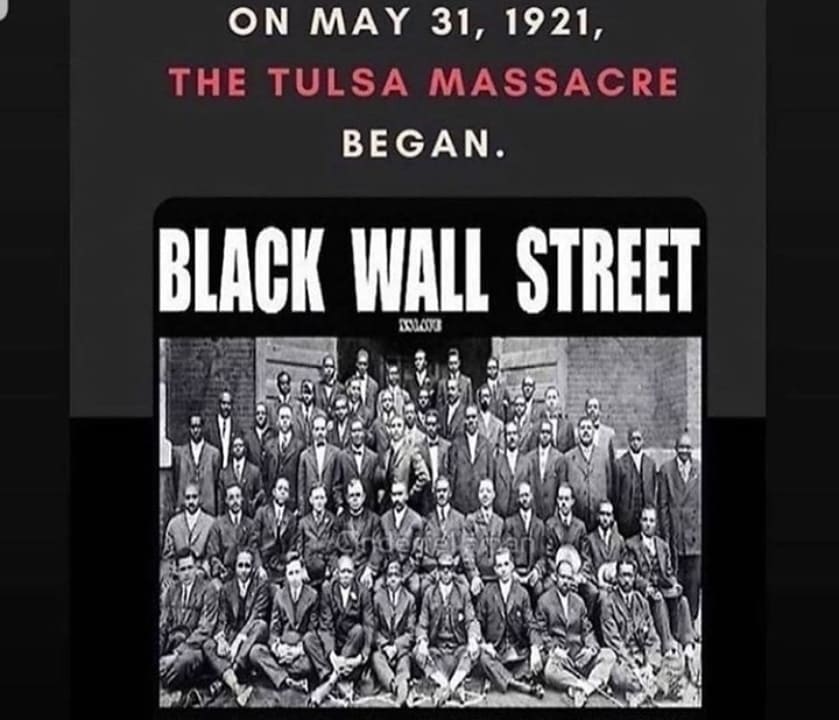 ON MAY 31, 1921,
THE TULSA MASSACRE
BEGAN.
BLACK WALL STREET